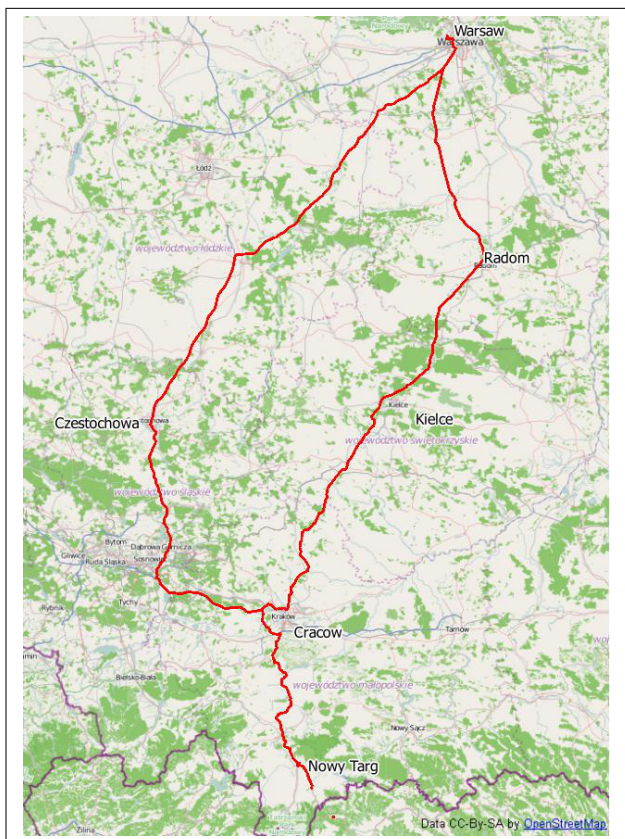 Warsaw
Warszawa
Łódź
województwo łódzkie
Radom
Radom
Czestochowa
Kielce
Kielce
województwo świętokrzyskie
województwo śląskie
Bytom
Dąbrowa Górnicza
Gliwice
Sosnowiec
Ruda Śląska
Tychy
Rybnik
Kraków
Cracow
Tarnów
Bielsko-Biała
województwo małopolskie
Nowy Sącz
Nowy Targ
Žilina
Data CC-By-SA by OpenStreetMap